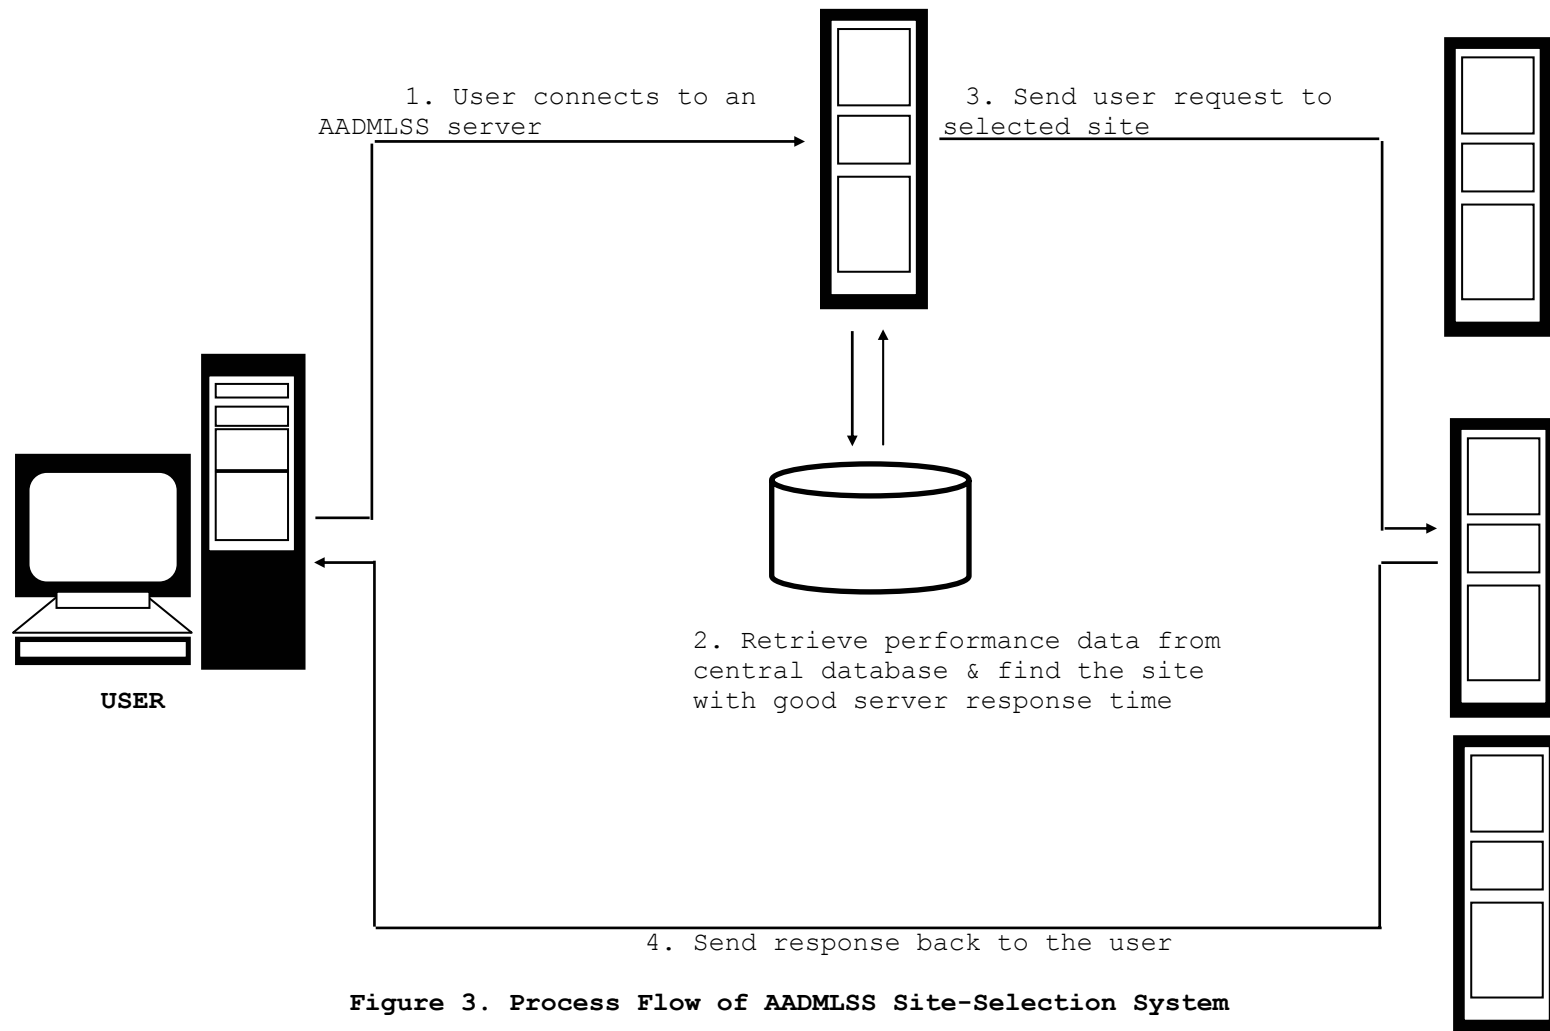 1. User connects to an
AADMLSS server
3. Send user request to
selected site
2. Retrieve performance data from
central database & find the site
with good server response time
USER
4. Send response back to the user
Figure 3. Process Flow of AADMLSS Site-Selection System